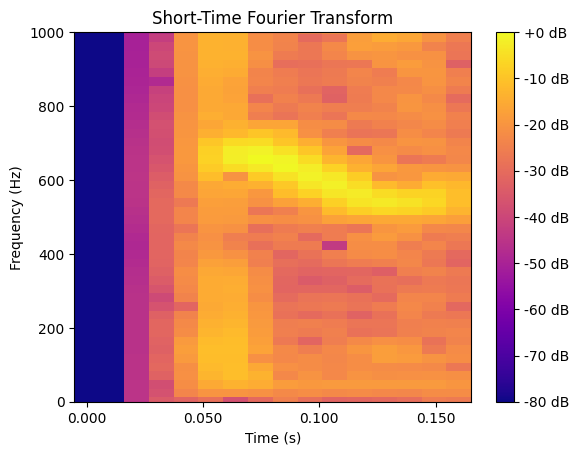 Short-Time Fourier Transform
Frequency (Hz)
1000
800
600
400
200
0
0.000
0.050
0.100
0.150
Time (s)
+0 dB
-10 dB
-20 dB
-30 dB
-40 dB
-50 dB
-60 dB
-70 dB
-80 dB